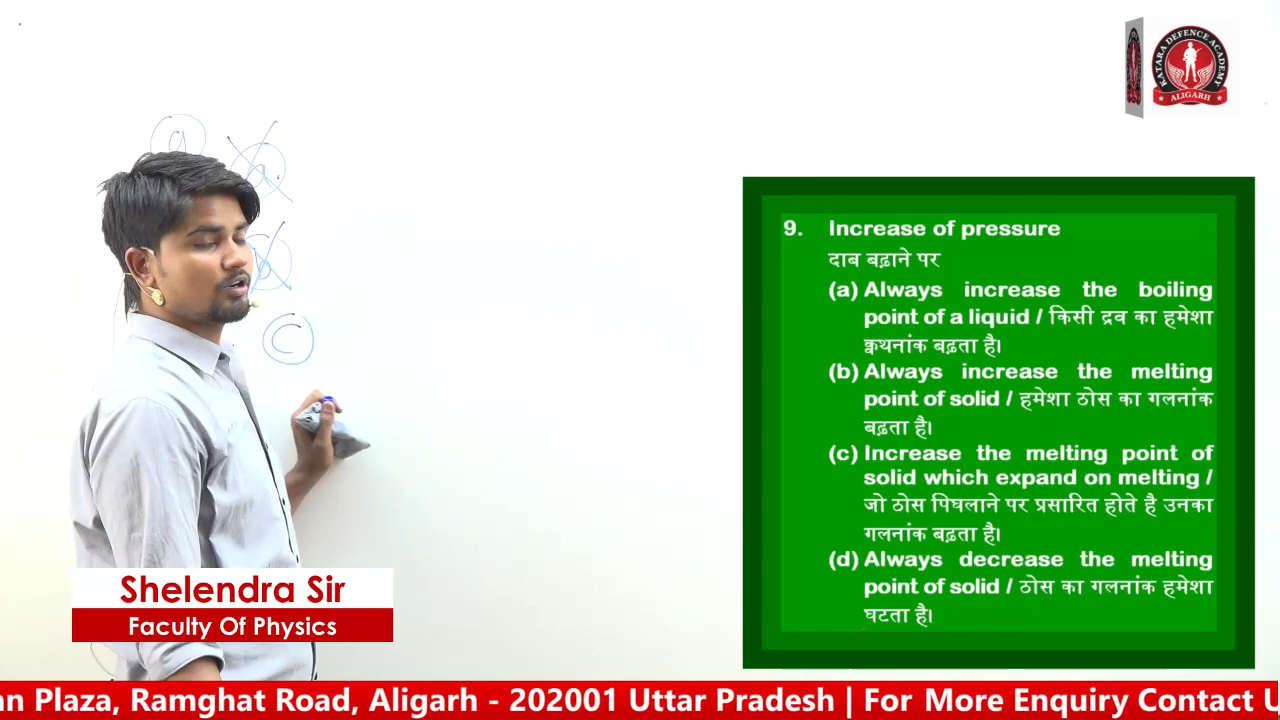 KATARA DEFENCE ACADEMY
ALIGARH
a
a
b
C
9. Increase of pressure
दाब बढ़ाने पर
(a) Always increase the boiling
point of a liquid / किसी द्रव का हमेशा
क्वथनांक बढ़ता है।
(b) Always increase the melting
point of solid / हमेशा ठोस का गलनांक
बढ़ता है।
(c) Increase the melting point of
solid which expand on melting /
जो ठोस पिघलाने पर प्रसारित होते है उनका
गलनांक बढ़ता है।
(d) Always decrease the melting
point of solid / ठोस का गलनांक हमेशा
घटता है।
Shelendra Sir
Faculty Of Physics
an Plaza, Ramghat Road, Aligarh - 202001 Uttar Pradesh | For More Enquiry Contact U